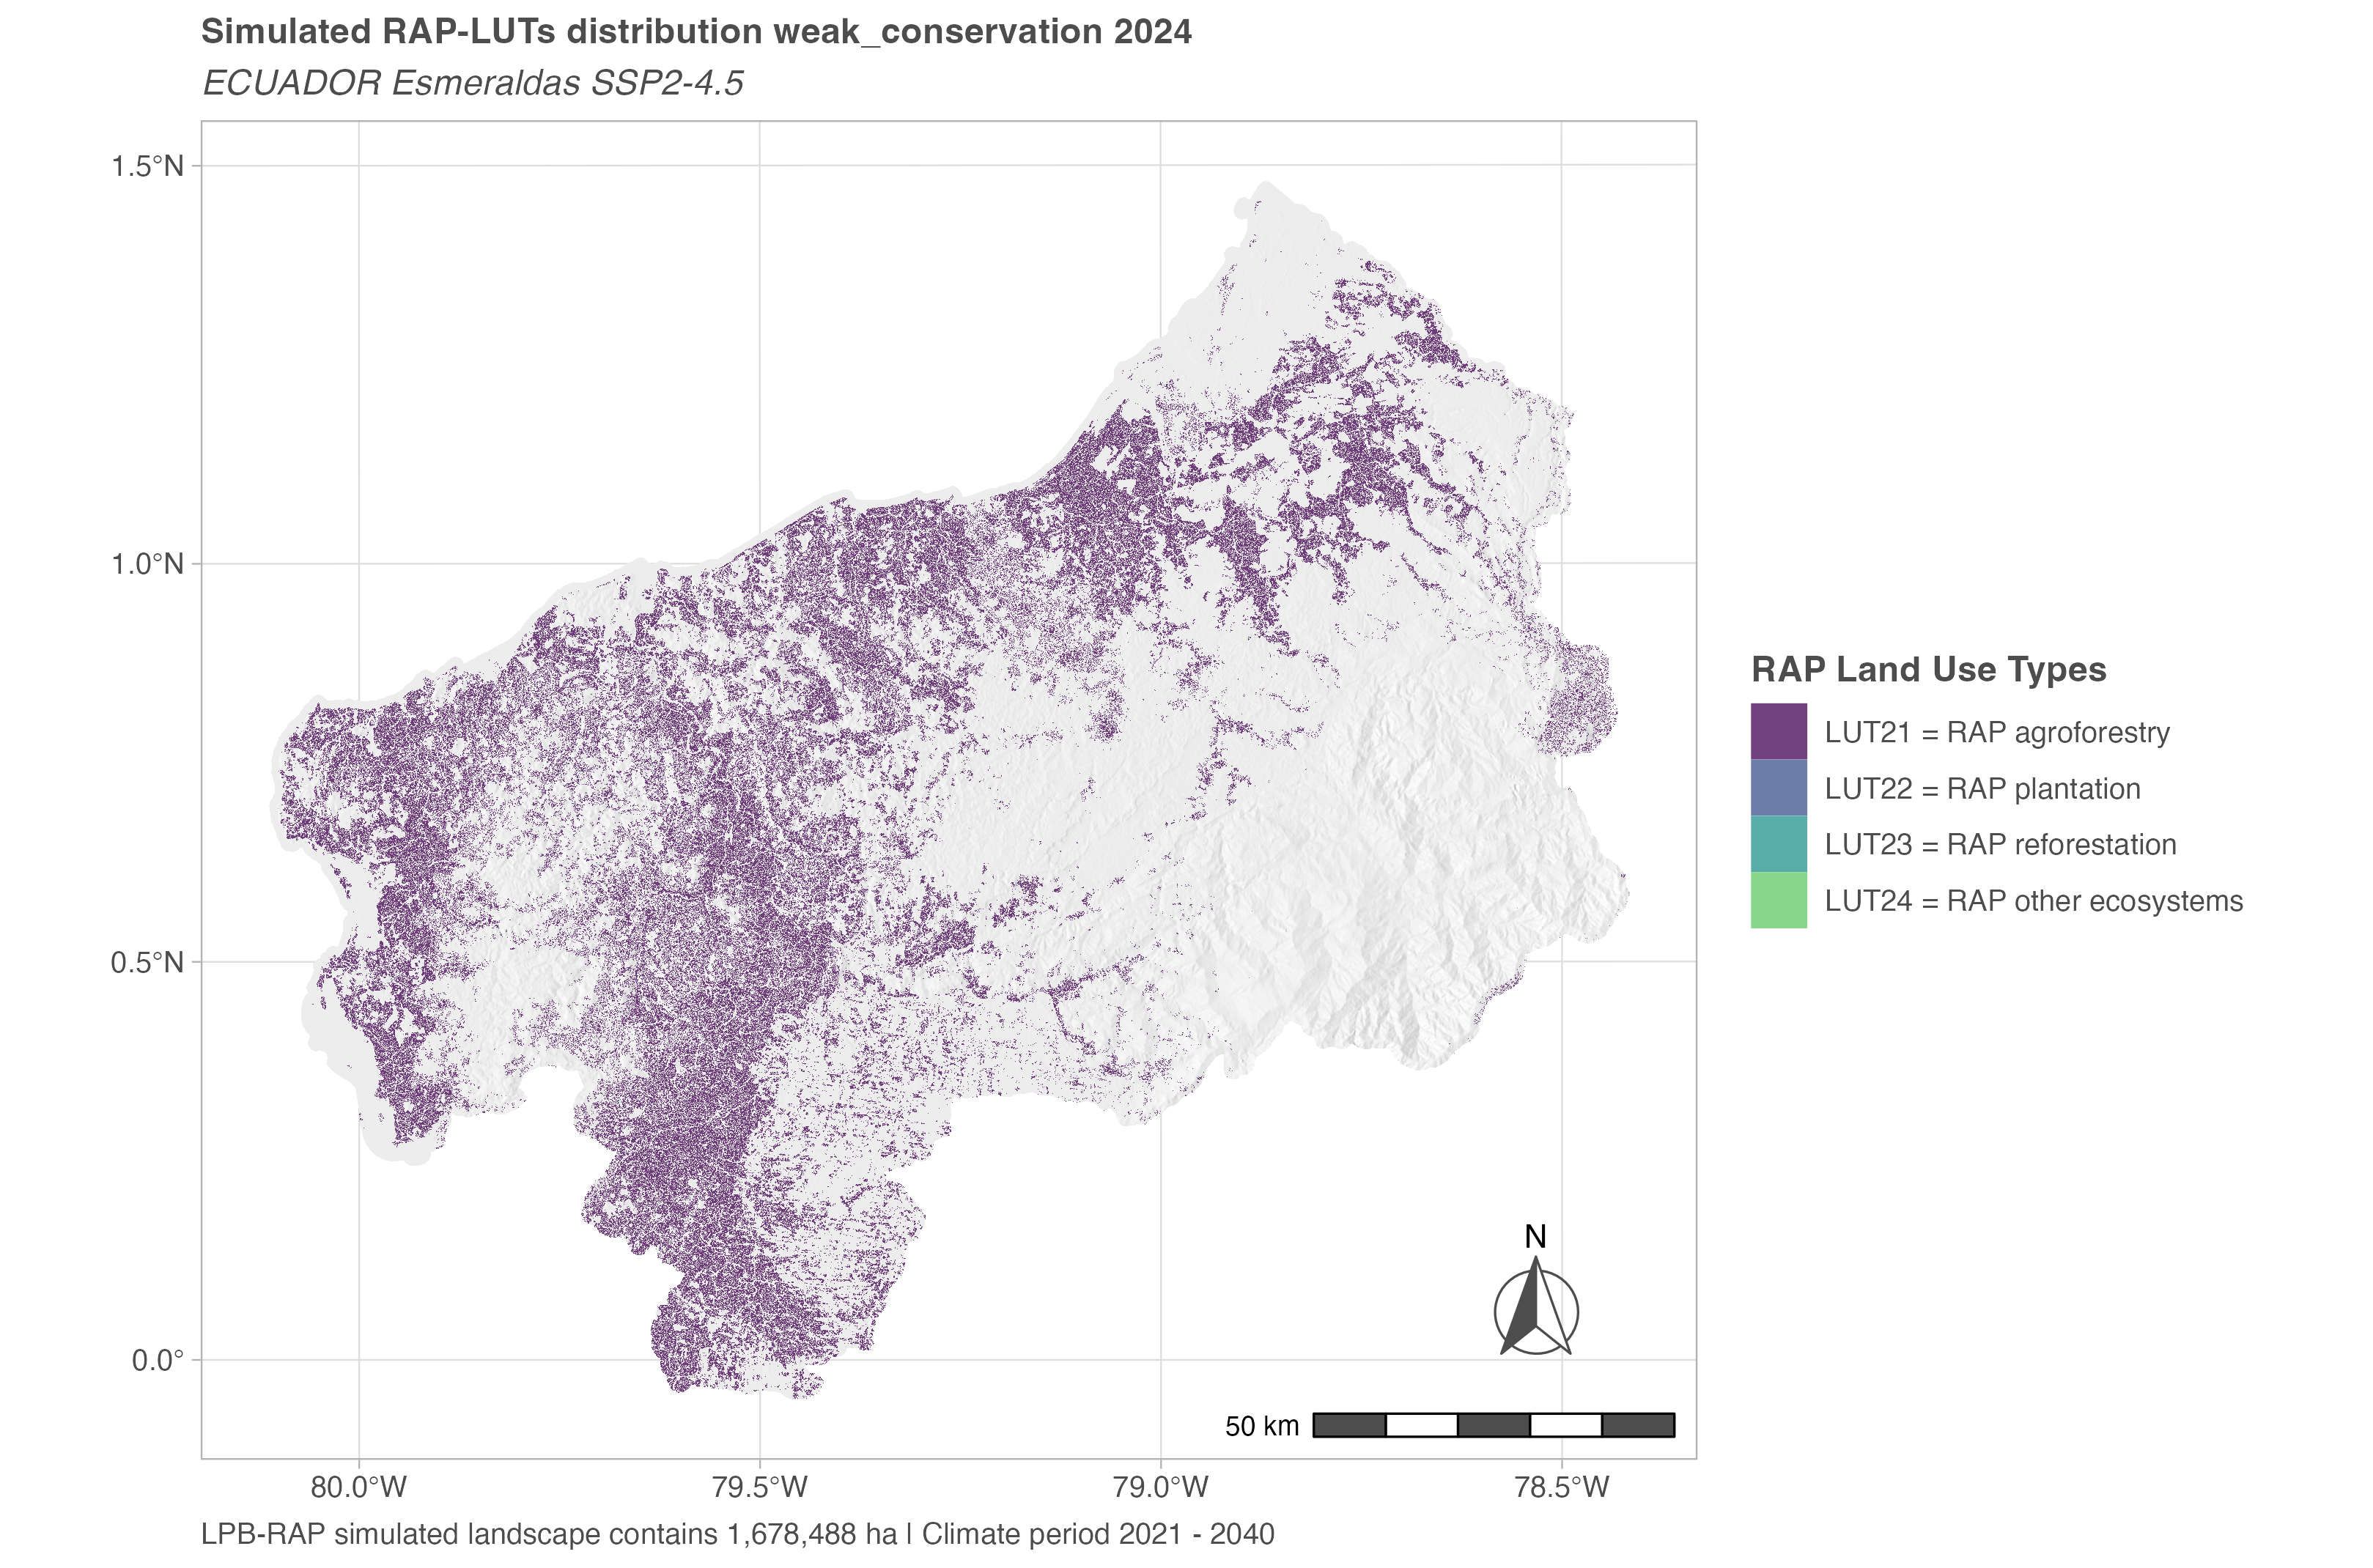 Simulated RAP-LUTs distribution weak_conservation 2024
ECUADOR Esmeraldas SSP2-4.5
1.5°N
1.0°N
0.5°N
0.0°
80.0°W
79.5°W
79.0°W
78.5°W
N
50 km
RAP Land Use Types
LUT21 = RAP agroforestry
LUT22 = RAP plantation
LUT23 = RAP reforestation
LUT24 = RAP other ecosystems
LPB-RAP simulated landscape contains 1,678,488 ha | Climate period 2021 - 2040